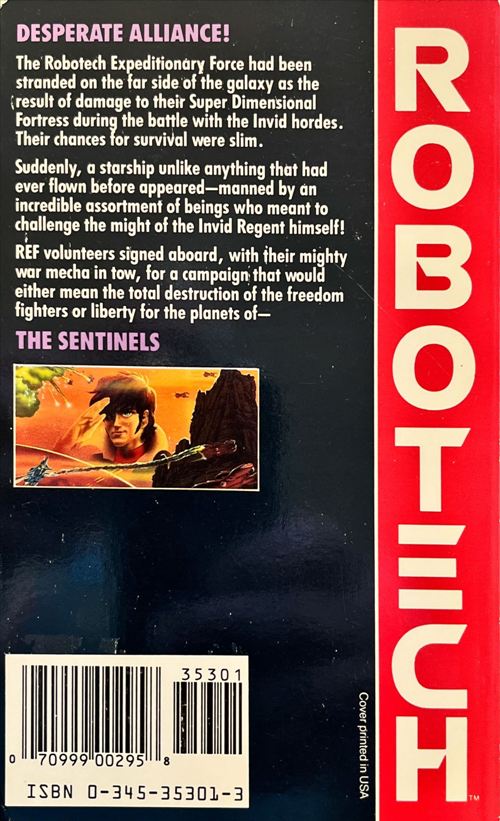 DESPERATE ALLIANCE!
The Robotech Expeditionary Force had been
stranded on the far side of the galaxy as the
result of damage to their Super Dimensional
Fortress during the battle with the Invid hordes.
Their chances for survival were slim.
Suddenly, a starship unlike anything that had
ever flown before appeared—manned by an
incredible assortment of beings who meant to
challenge the might of the Invid Regent himself!
REF volunteers signed aboard, with their mighty
war mecha in tow, for a campaign that would
either mean the total destruction of the freedom
fighters or liberty for the planets of—
THE SENTINELS
ROBOTECH
TM
Cover printed in USA
35301
0 70999 00295 8
ISBN 0-345-35301-3